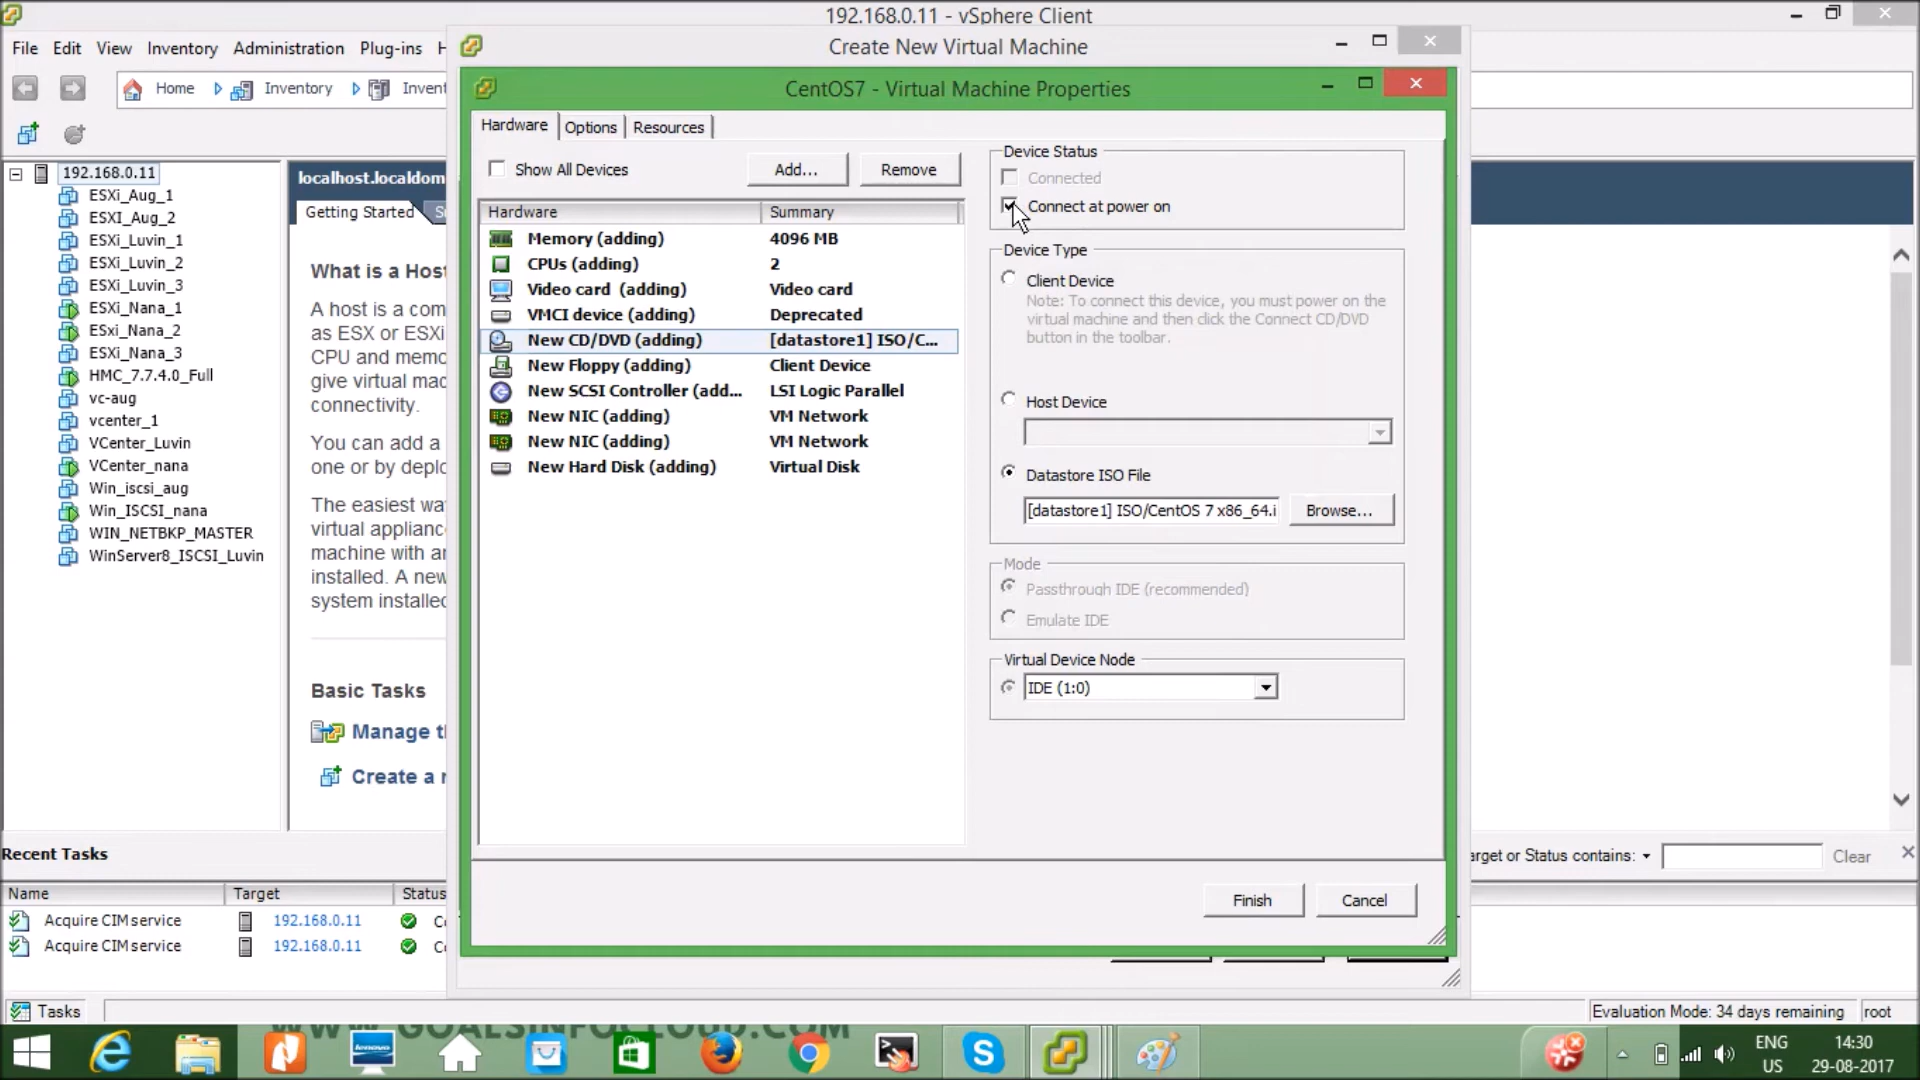 192.168.0.11 - vSphere Client
File Edit View Inventory Administration Plug-ins H
Create New Virtual Machine
Home Inventory Invent
CentOS7 - Virtual Machine Properties
Hardware Options Resources
Show All Devices Add... Remove
Hardware Summary
Memory (adding) 4096 MB
CPUs (adding) 2
Video card (adding) Video card
VMCI device (adding) Deprecated
New CD/DVD (adding) [datastore1] ISO/C...
New Floppy (adding) Client Device
New SCSI Controller (add... LSI Logic Parallel
New NIC (adding) VM Network
New NIC (adding) VM Network
New Hard Disk (adding) Virtual Disk
Device Status
Connected
Connect at power on
Device Type
Client Device
Note: To connect this device, you must power on the
virtual machine and then click the Connect CD/DVD
button in the toolbar.
Host Device
Datastore ISO File
[datastore1] ISO/CentOS 7 x86_64.i Browse...
Mode
Passthrough IDE (recommended)
Emulate IDE
Virtual Device Node
IDE (1:0)
Finish Cancel
192.168.0.11
ESXi_Aug_1
ESXI_Aug_2
ESXi_Luvin_1
ESXi_Luvin_2
ESXi_Luvin_3
ESXi_Nana_1
ESXi_Nana_2
ESXi_Nana_3
HMC_7.7.4.0_Full
vc-aug
vcenter_1
VCenter_Luvin
VCenter_nana
Win_iscsi_aug
Win_ISCSI_nana
WIN_NETBKP_MASTER
WinServer8_ISCSI_Luvin
localhost.localdom
Getting Started
What is a Host
A host is a com
as ESX or ESXi
CPU and memo
give virtual mac
connectivity.
You can add a
one or by deplo
The easiest wa
virtual applianc
machine with an
installed. A new
system installed
Basic Tasks
Manage t
Create a r
Recent Tasks
arget or Status contains: Clear
Name Target Status
Acquire CIM service 192.168.0.11 C
Acquire CIM service 192.168.0.11 C
Tasks
Evaluation Mode: 34 days remaining root
WWW.GOALSINFOCLOUD.COM
lenovo
ENG
US
14:30
29-08-2017